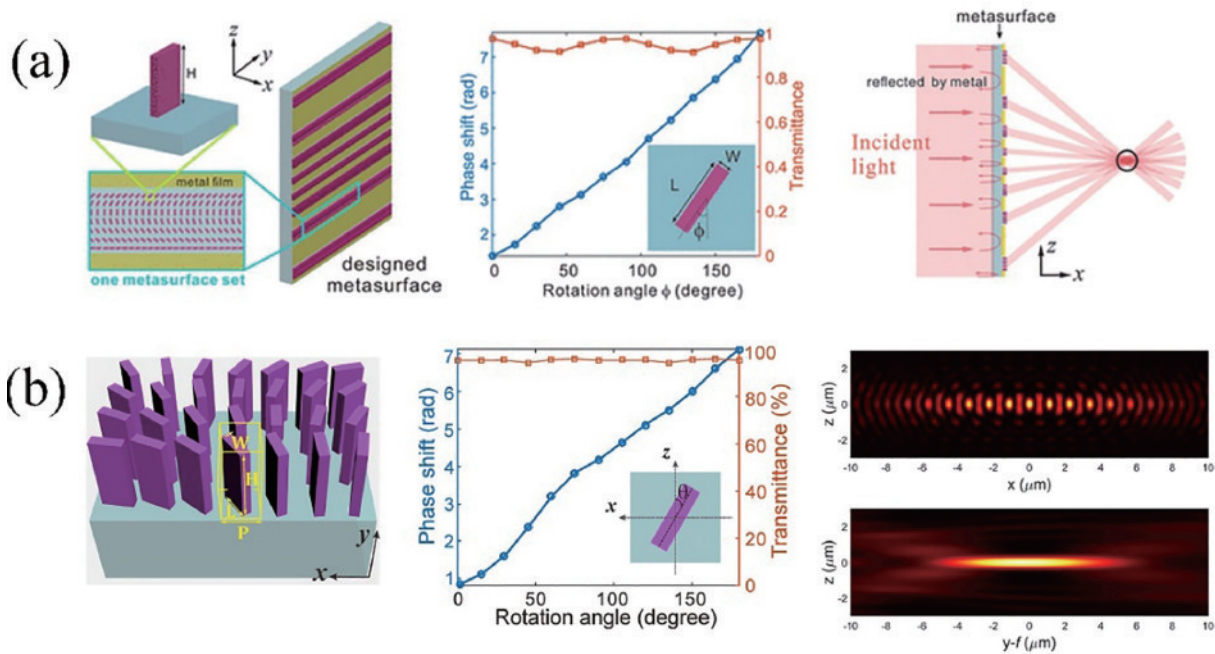 (a)
z
y
x
H
metal film
one metasurface set
designed
metasurface
Phase shift (rad)
7
6
5
4
3
2
0
50
100
150
Rotation angle ϕ (degree)
1
0.8
0.6
0.4
0.2
0
Transmittance
L
W
ϕ
metasurface
reflected by metal
Incident
light
z
x
(b)
W
H
L
P
y
x
Phase shift (rad)
7
6
5
4
3
2
1
0
50
100
150
Rotation angle (degree)
100
80
60
40
20
0
Transmittance (%)
z
θ
x
z (μm)
2
0
-2
-10 -8 -6 -4 -2 0 2 4 6 8 10
x (μm)
z (μm)
2
0
-2
-10 -8 -6 -4 -2 0 2 4 6 8 10
y-f (μm)